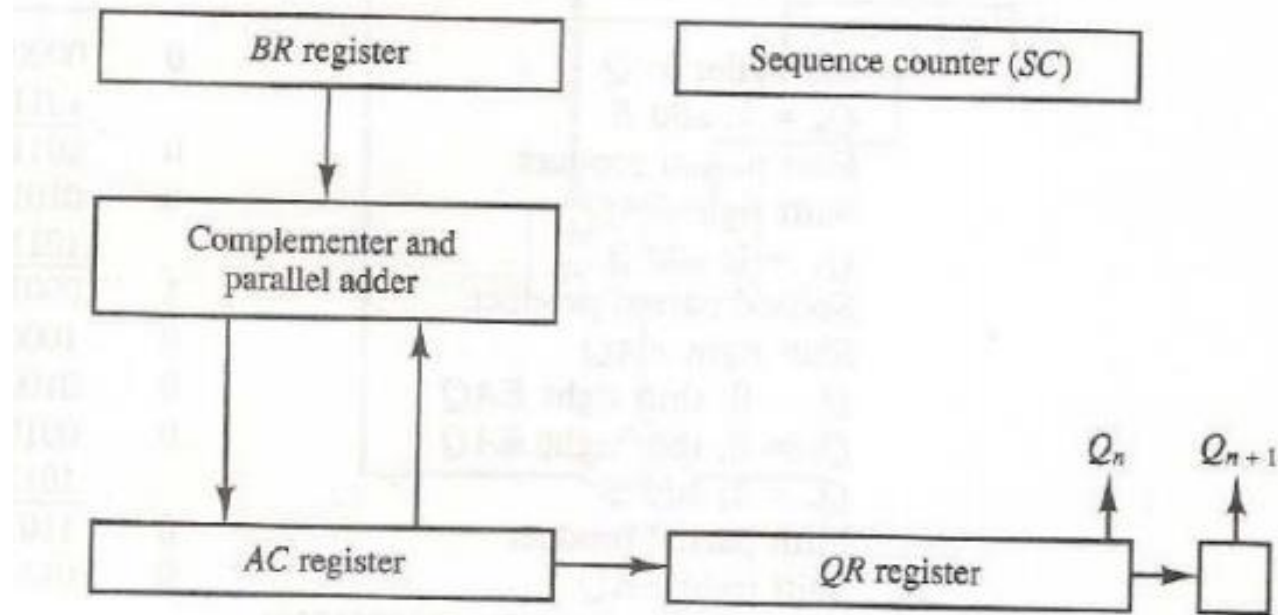 BR register
Sequence counter (SC)
Complementer and
parallel adder
Qn
Qn + 1
AC register
QR register